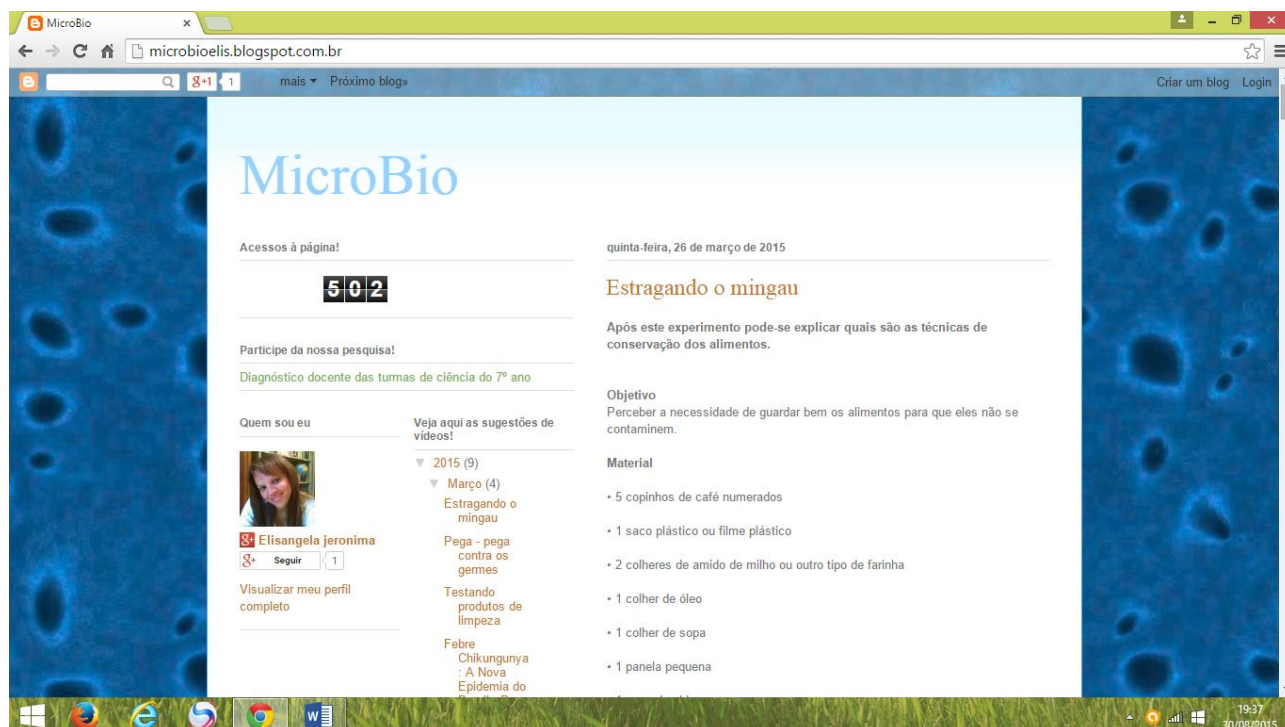 MicroBio
microbioelis.blogspot.com.br
g+1 1 mais Próximo blog» Criar um blog Login
MicroBio
Acessos à página!
502
Participe da nossa pesquisa!
Diagnóstico docente das turmas de ciência do 7º ano
Quem sou eu
Elisangela jeronima
Seguir 1
Visualizar meu perfil
completo
Veja aqui as sugestões de
vídeos!
2015 (9)
Março (4)
Estragando o
mingau
Pega - pega
contra os
germes
Testando
produtos de
limpeza
Febre
Chikungunya
: A Nova
Epidemia do
quinta-feira, 26 de março de 2015
Estragando o mingau
Após este experimento pode-se explicar quais são as técnicas de
conservação dos alimentos.
Objetivo
Perceber a necessidade de guardar bem os alimentos para que eles não se
contaminem.
Material
• 5 copinhos de café numerados
• 1 saco plástico ou filme plástico
• 2 colheres de amido de milho ou outro tipo de farinha
• 1 colher de óleo
• 1 colher de sopa
• 1 panela pequena
19:37
30/08/2015